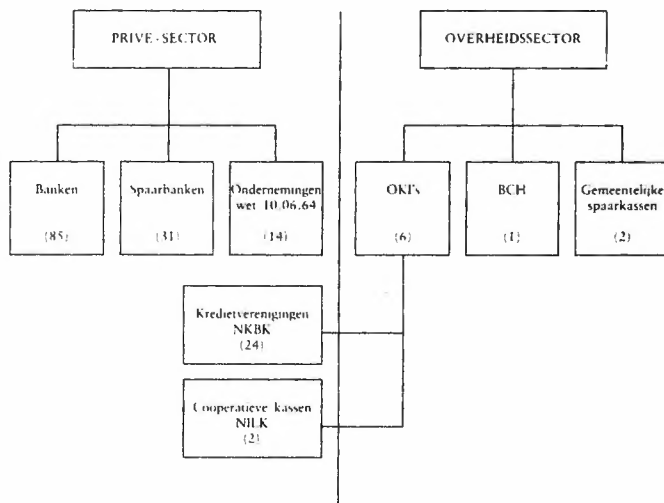 PRIVE-SECTOR
OVERHEIDSSECTOR
Banken
(85)
Spaarbanken
(31)
Ondernemingen
wet 10.06.64
(14)
OKI's
(6)
BCH
(1)
Gemeentelijke
spaarkassen
(2)
Kredietverenigingen
NKBK
(24)
Cooperatieve kassen
NILK
(2)